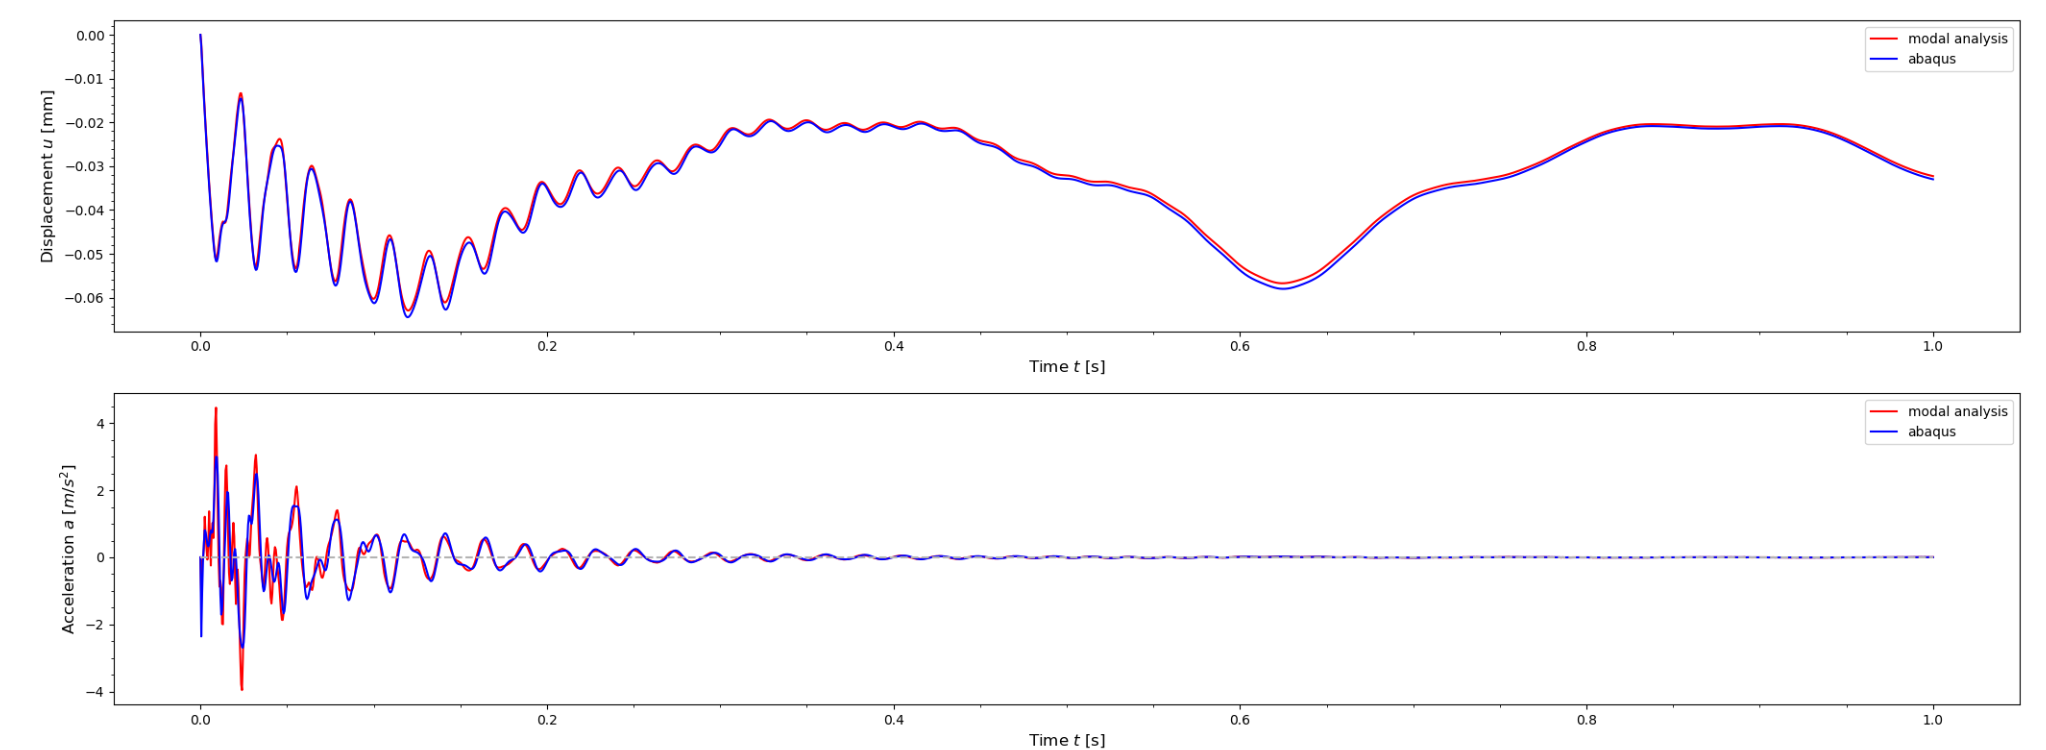 0.00
−0.01
−0.02
−0.03
−0.04
−0.05
−0.06
Displacement u [mm]
modal analysis
abaqus
0.0 0.2 0.4 0.6 0.8 1.0
Time t [s]
4
2
0
−2
−4
Acceleration a [m/s²]
modal analysis
abaqus
0.0 0.2 0.4 0.6 0.8 1.0
Time t [s]